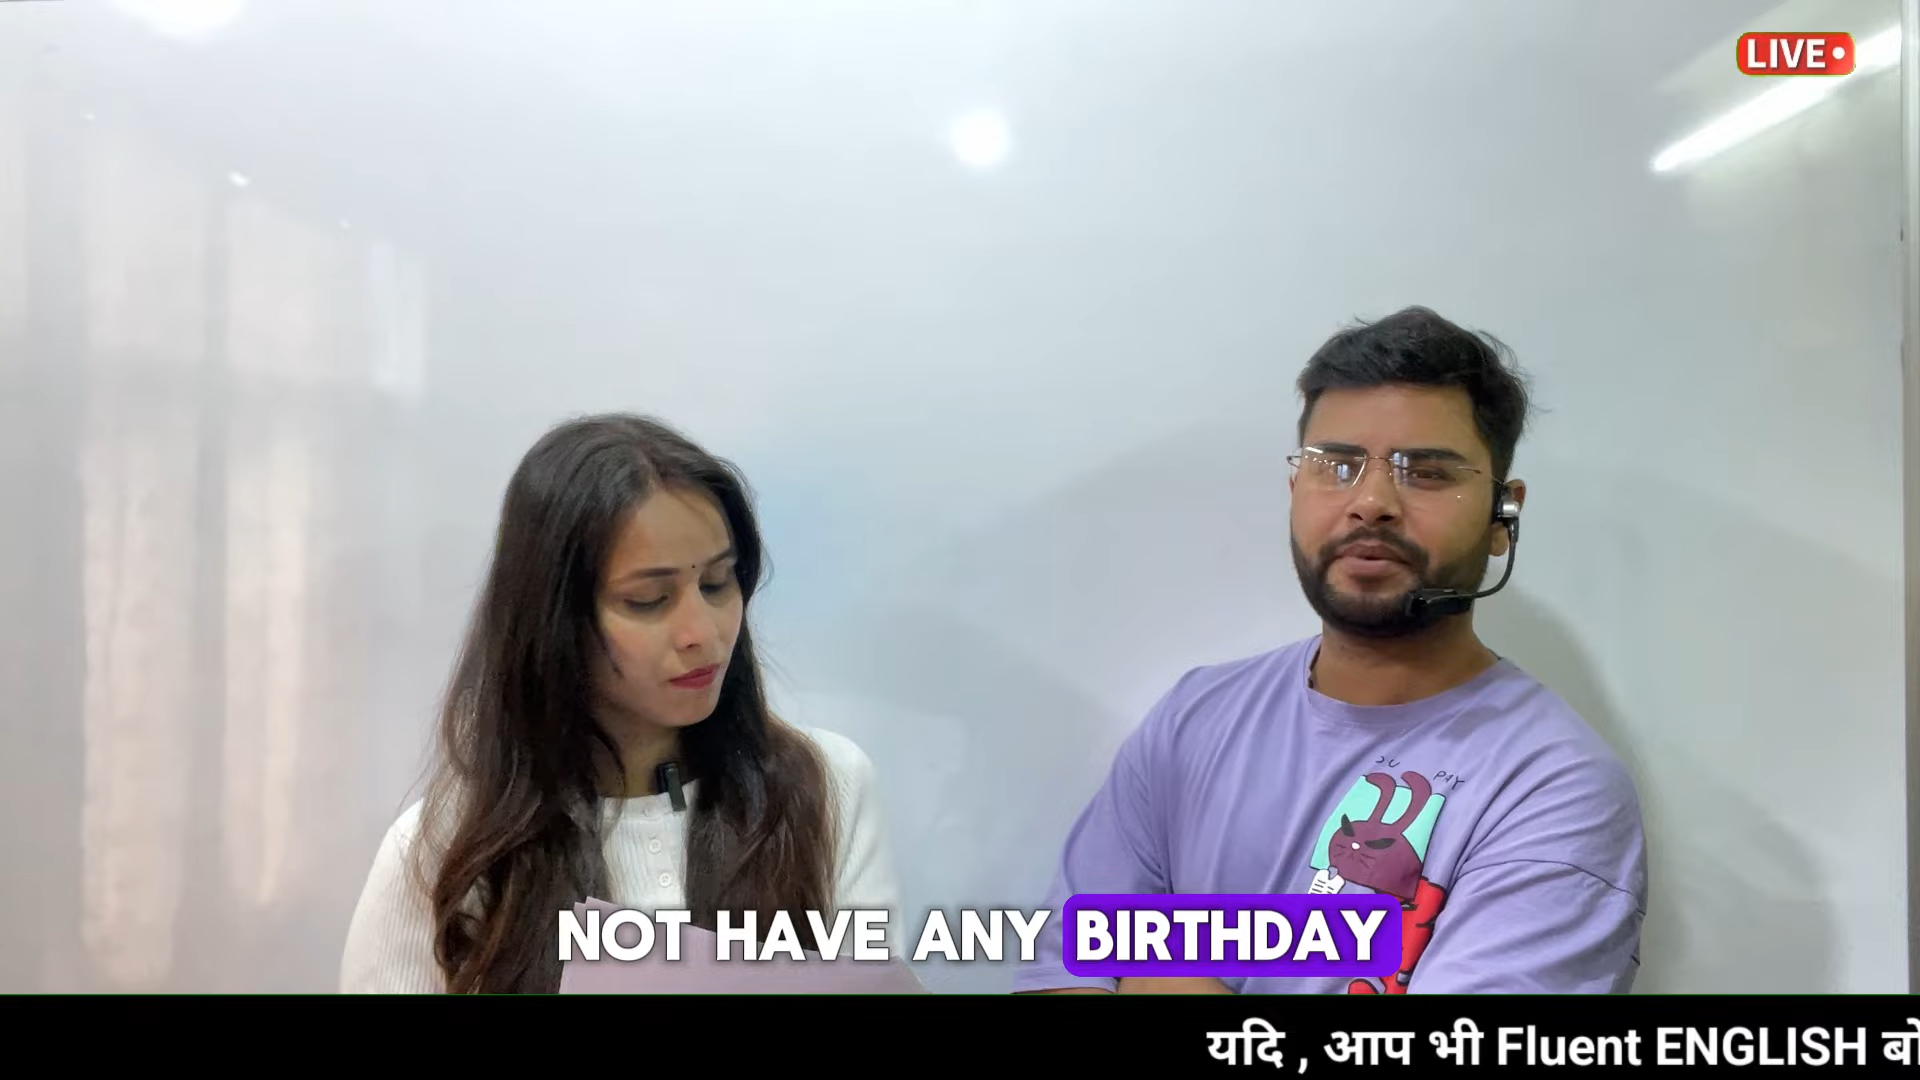 LIVE
NOT HAVE ANY BIRTHDAY
यदि , आप भी Fluent ENGLISH